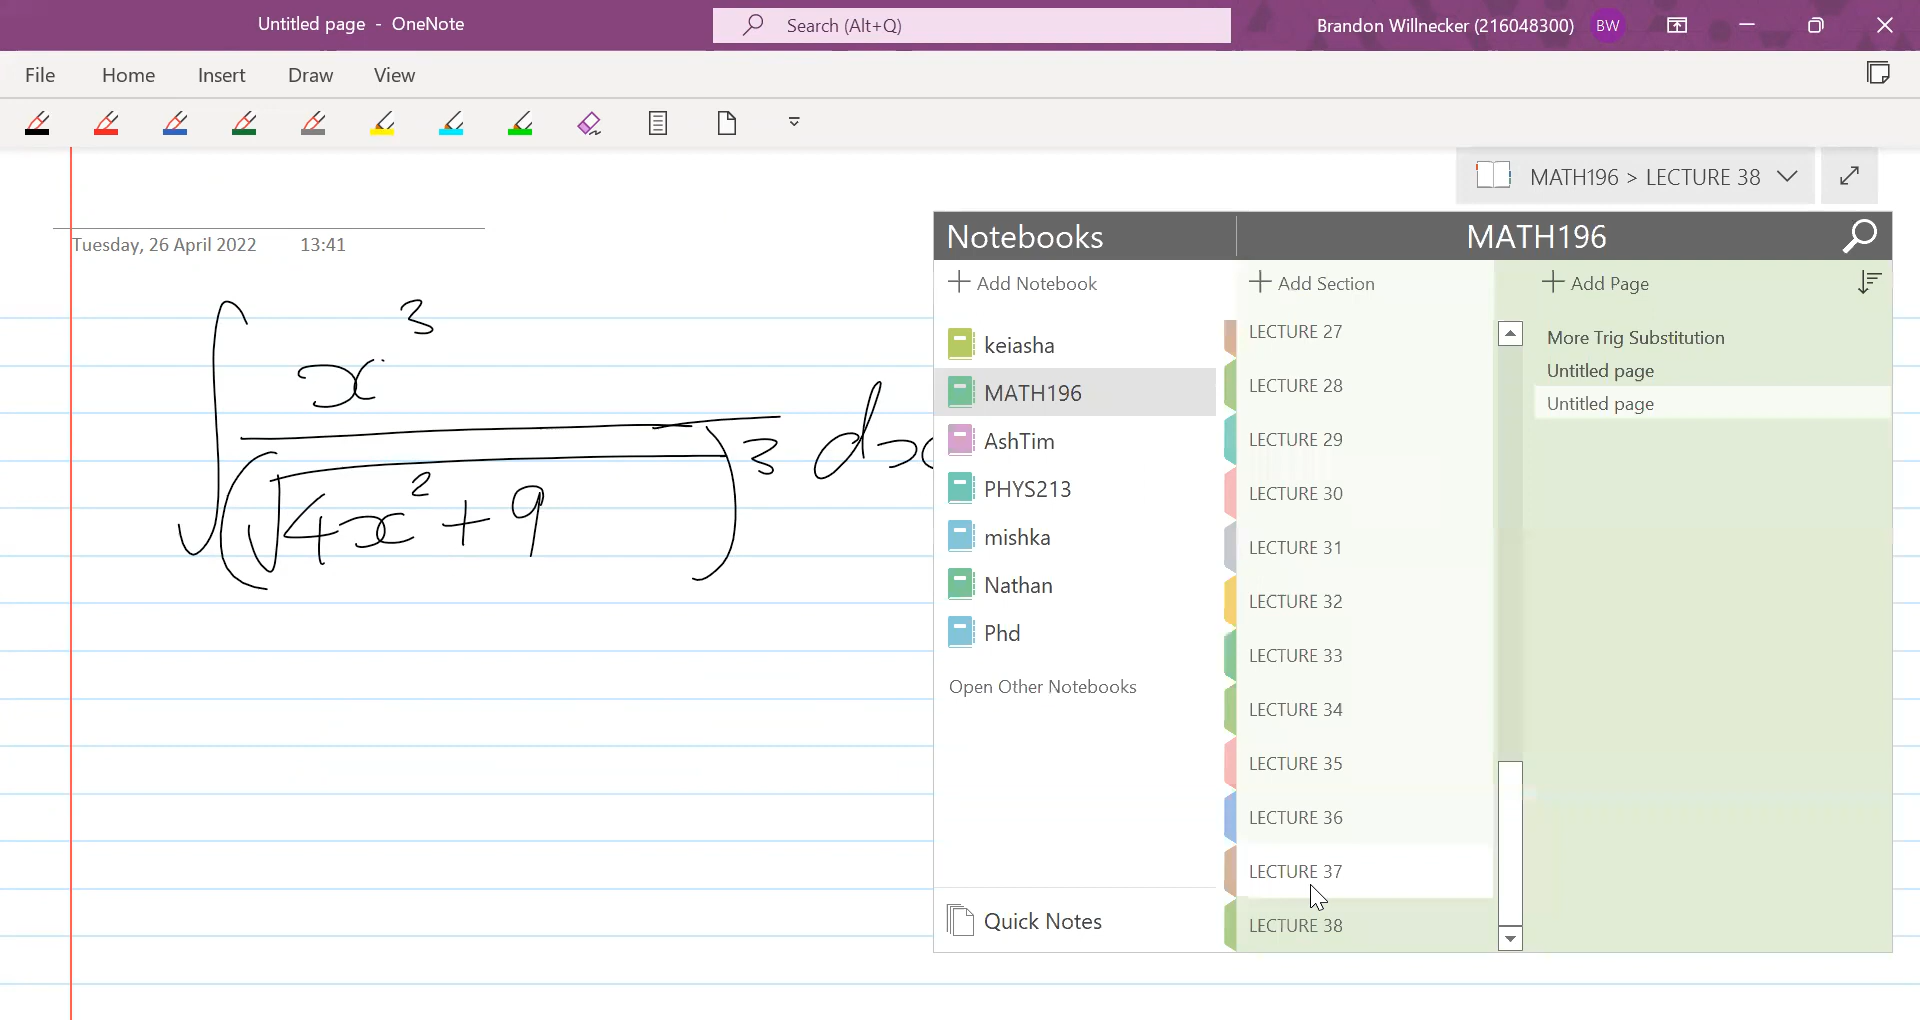 Untitled page - OneNote
Search (Alt+Q)
Brandon Willnecker (216048300)
BW
File Home Insert Draw View
MATH196 > LECTURE 38
Tuesday, 26 April 2022 13:41
∫ x³ / (√(4x²+9))³ dx
Notebooks
MATH196
+ Add Notebook
keiasha
MATH196
AshTim
PHYS213
mishka
Nathan
Phd
Open Other Notebooks
Quick Notes
+ Add Section
LECTURE 27
LECTURE 28
LECTURE 29
LECTURE 30
LECTURE 31
LECTURE 32
LECTURE 33
LECTURE 34
LECTURE 35
LECTURE 36
LECTURE 37
LECTURE 38
+ Add Page
More Trig Substitution
Untitled page
Untitled page